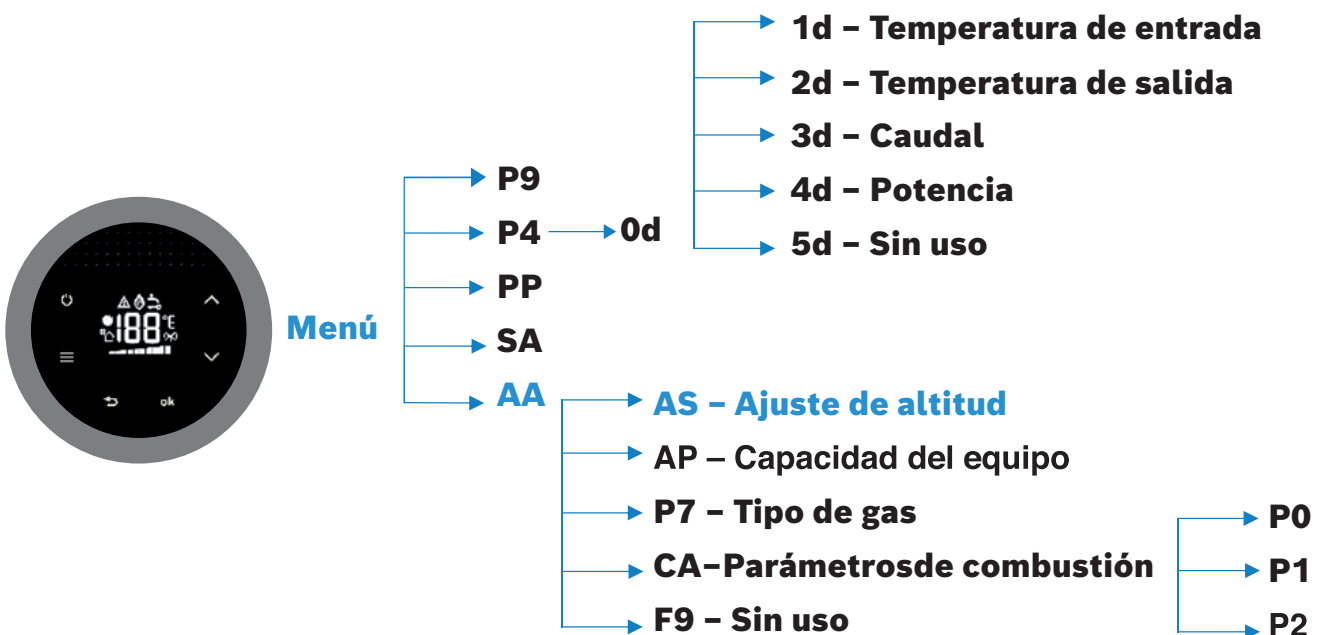 1d – Temperatura de entrada
2d – Temperatura de salida
3d – Caudal
4d – Potencia
5d – Sin uso
P9
P4
0d
PP
SA
AA
Menú
188
°E
ok
AS – Ajuste de altitud
AP – Capacidad del equipo
P7 – Tipo de gas
CA–Parámetrosde combustión
F9 – Sin uso
P0
P1
P2